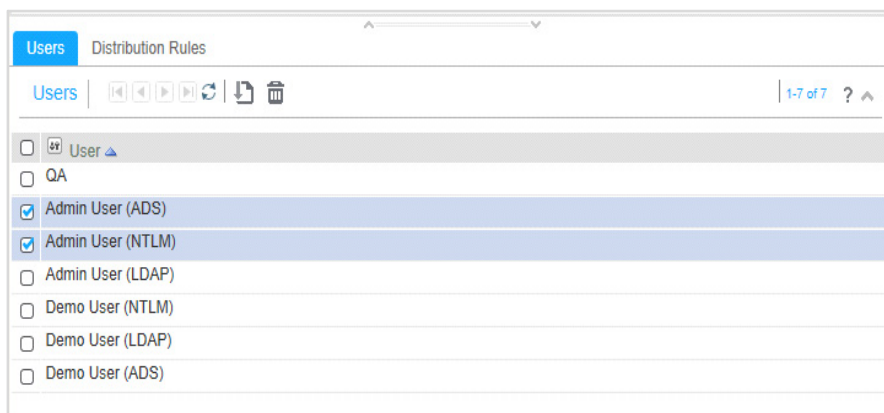 Users Distribution Rules
Users 1-7 of 7 ?
User
QA
Admin User (ADS)
Admin User (NTLM)
Admin User (LDAP)
Demo User (NTLM)
Demo User (LDAP)
Demo User (ADS)